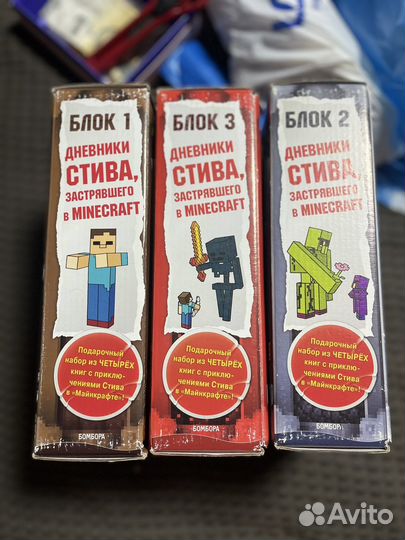 БЛОК 1
ДНЕВНИКИ
СТИВА,
ЗАСТРЯВШЕГО
В MINECRAFT
Подарочный
набор из ЧЕТЫРЁХ
книг с приклю-
чениями Стива
в «Майнкрафте»!
БОМБОРА
БЛОК 3
ДНЕВНИКИ
СТИВА,
ЗАСТРЯВШЕГО
В MINECRAFT
Подарочный
набор из ЧЕТЫРЁХ
книг с приклю-
чениями Стива
в «Майнкрафте»!
БОМБОРА
БЛОК 2
ДНЕВНИКИ
СТИВА,
ЗАСТРЯВШЕГО
В MINECRAFT
Подарочный
набор из ЧЕТЫРЁХ
книг с приклю-
чениями Стива
в «Майнкрафте»!
БОМБОРА
Avito